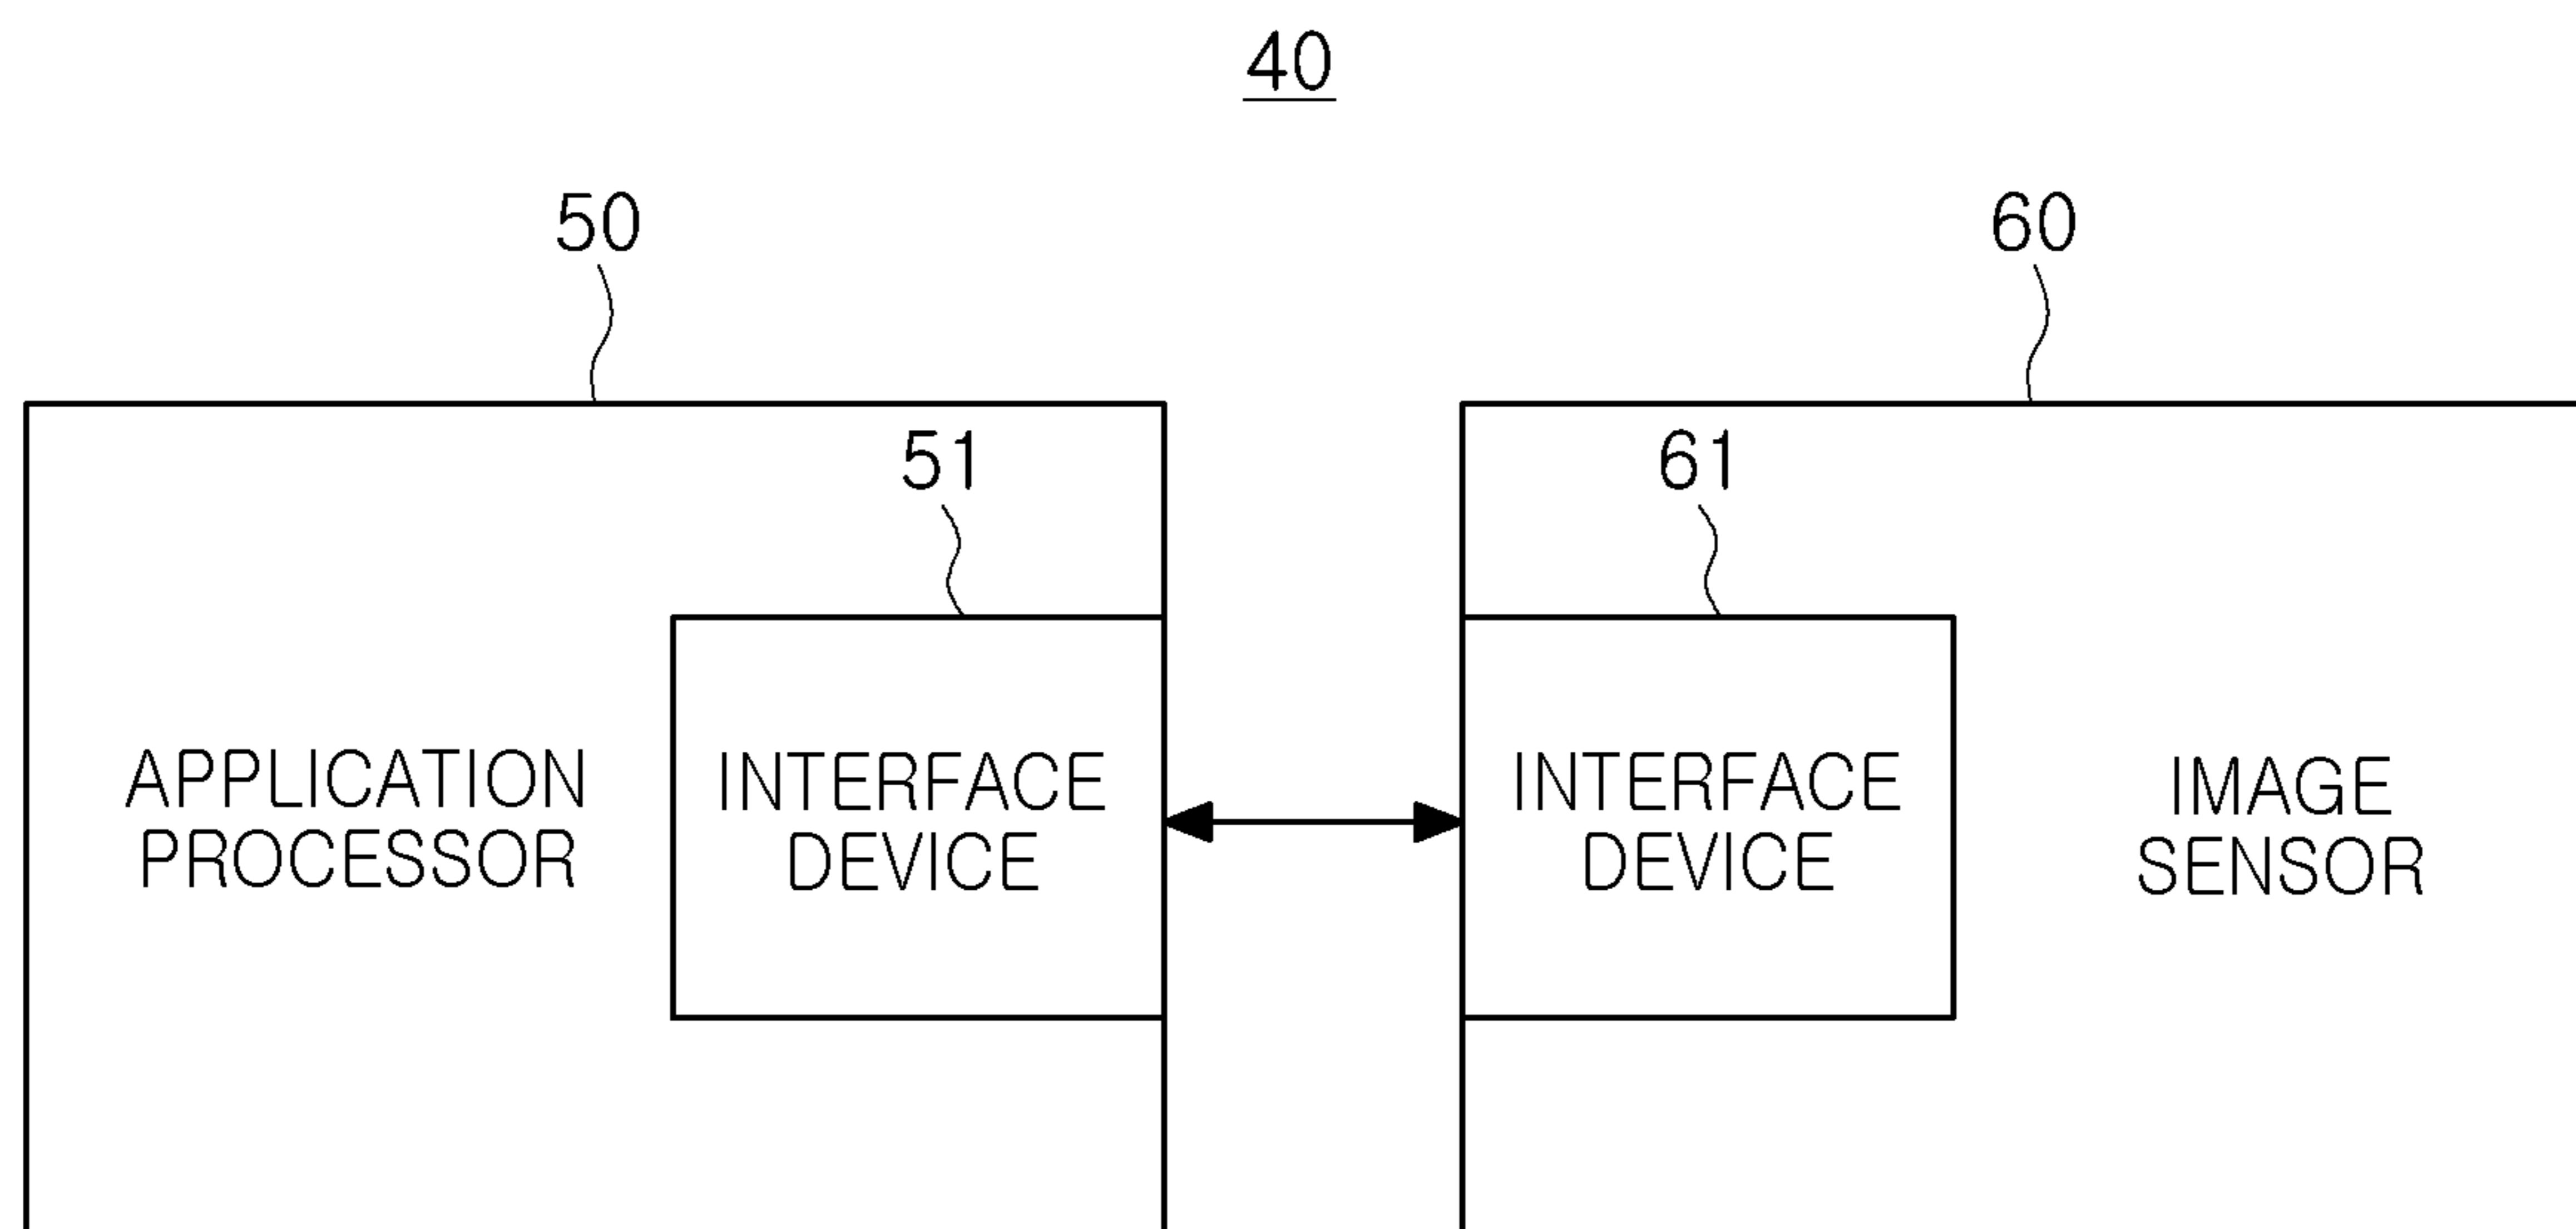 40
50
60
51
61
APPLICATION
PROCESSOR
INTERFACE
DEVICE
INTERFACE
DEVICE
IMAGE
SENSOR